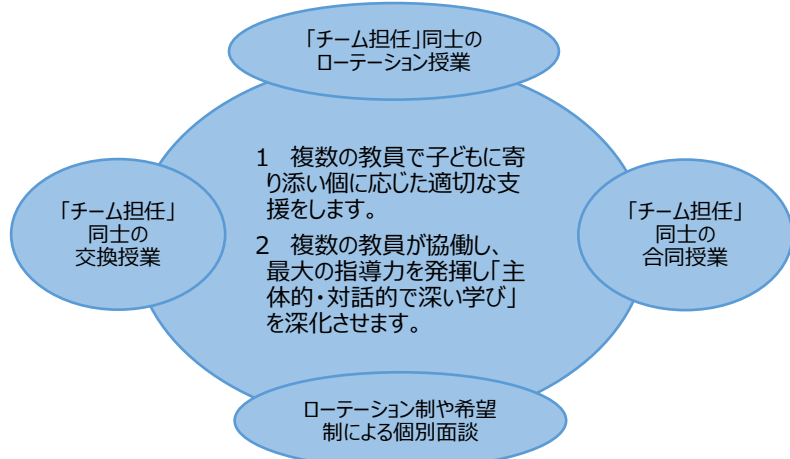 「チーム担任」同士の
ローテーション授業
1　複数の教員で子どもに寄
り添い個に応じた適切な支
援をします。
2　複数の教員が協働し、
最大の指導力を発揮し「主
体的・対話的で深い学び」
を深化させます。
「チーム担任」
同士の
交換授業
「チーム担任」
同士の
合同授業
ローテーション制や希望
制による個別面談